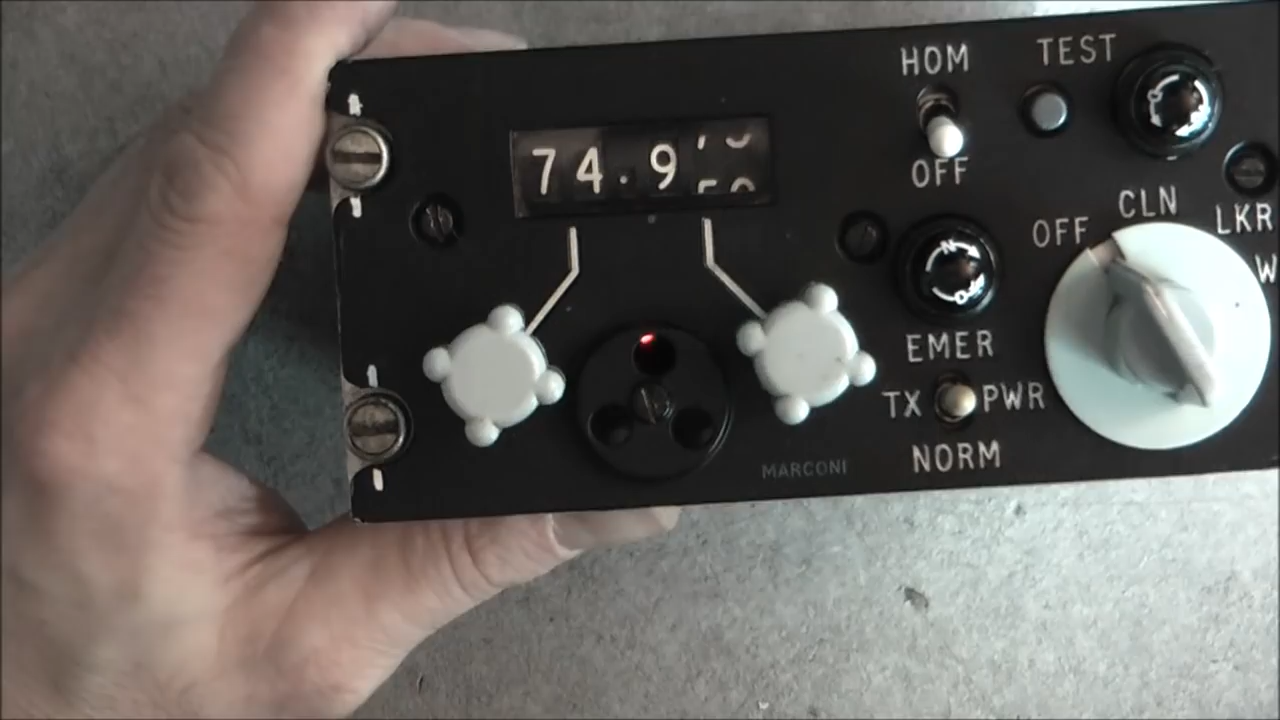 HOM
TEST
74.9
OFF
CLN
OFF
LKR
W
EMER
TX PWR
NORM
MARCONI